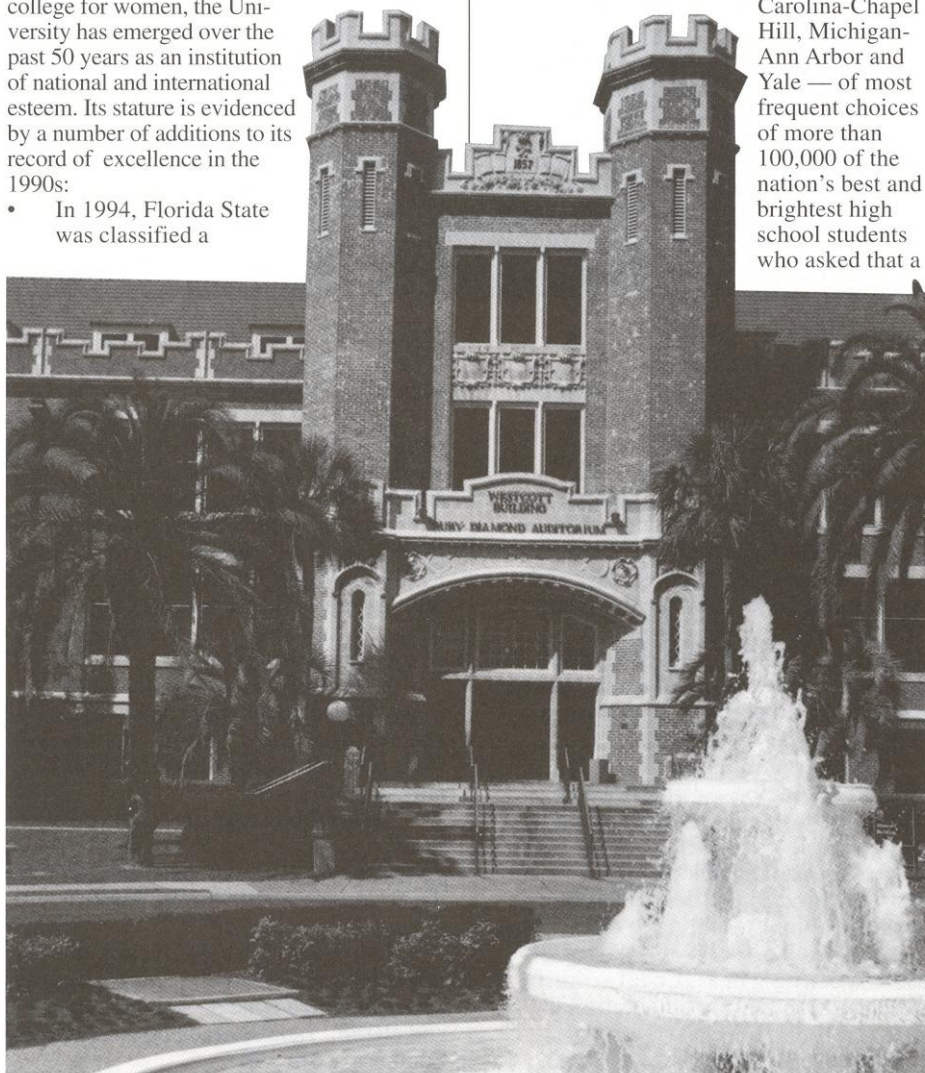 college for women, the Uni-
versity has emerged over the
past 50 years as an institution
of national and international
esteem. Its stature is evidenced
by a number of additions to its
record of excellence in the
1990s:
• In 1994, Florida State
was classified a
Carolina-Chapel
Hill, Michigan-
Ann Arbor and
Yale — of most
frequent choices
of more than
100,000 of the
nation's best and
brightest high
school students
who asked that a
1857
WESTCOTT
BUILDING
RUBY DIAMOND AUDITORIUM